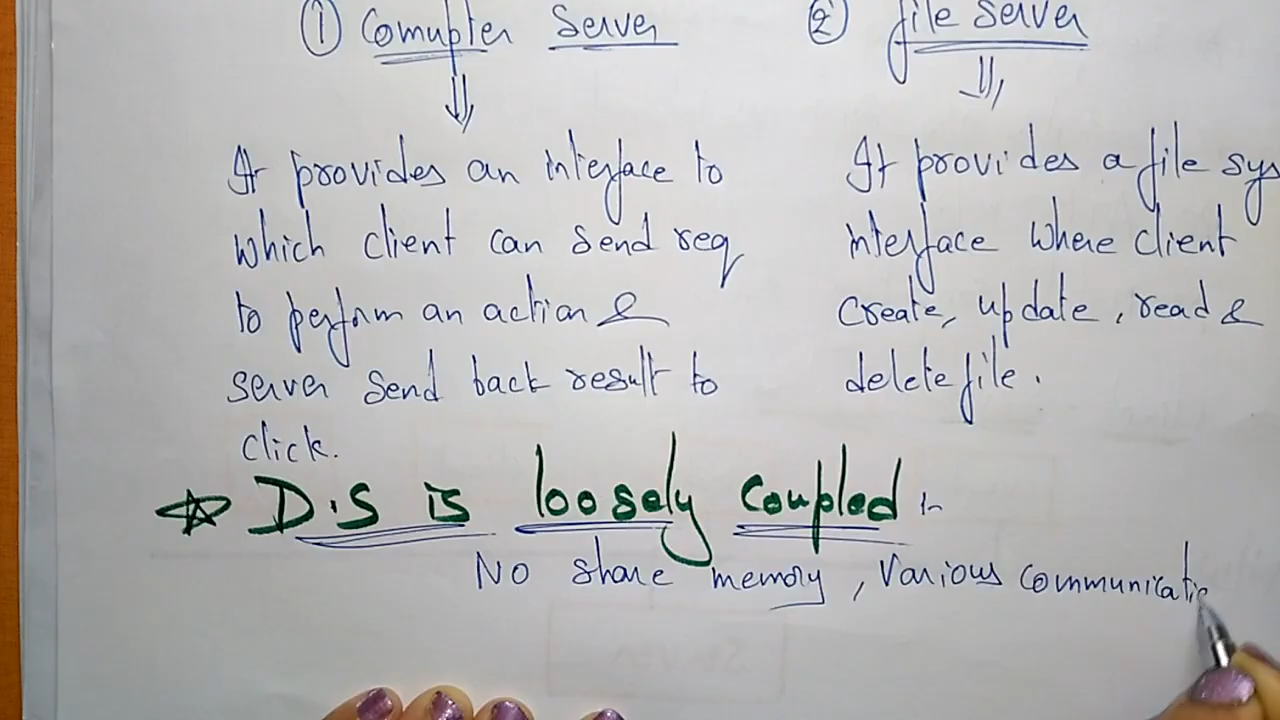 ① Comupter Server
② file Server
It provides an interface to
which client can send req
to perform an action &
server send back result to
click.
It provides a file sys
interface where client
Create, update, read &
delete file.
D.S is loosely coupled :-
No share memory, various communicatio